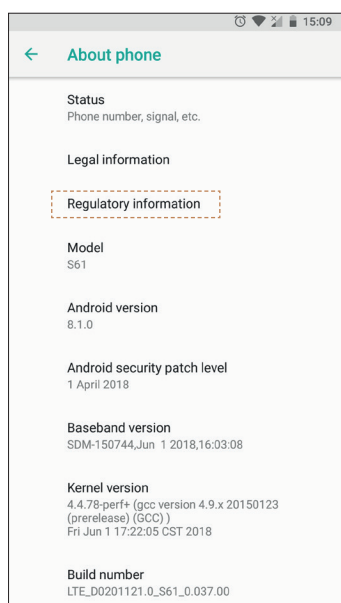 15:09
About phone
Status
Phone number, signal, etc.
Legal information
Regulatory information
Model
S61
Android version
8.1.0
Android security patch level
1 April 2018
Baseband version
SDM-150744,Jun 1 2018,16:03:08
Kernel version
4.4.78-perf+ (gcc version 4.9.x 20150123
(prerelease) (GCC) )
Fri Jun 1 17:22:05 CST 2018
Build number
LTE_D0201121.0_S61_0.037.00